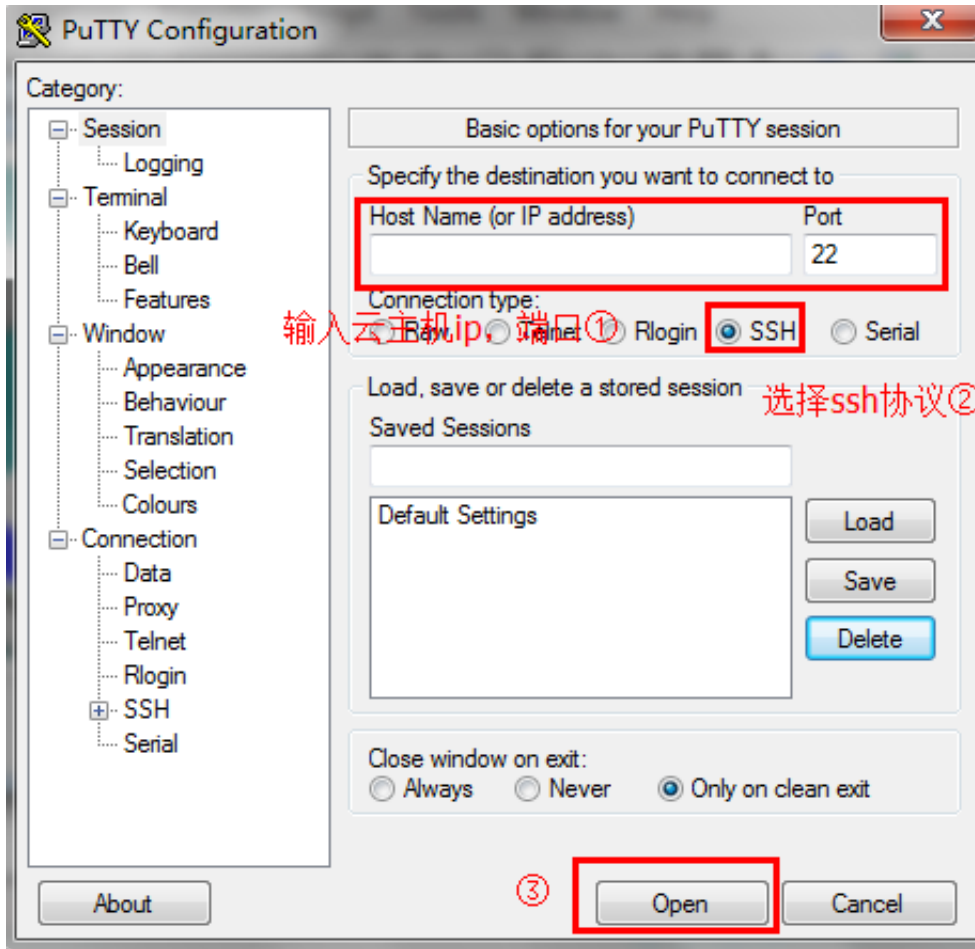 PuTTY Configuration
Category:
Session
Logging
Terminal
Keyboard
Bell
Features
Window
Appearance
Behaviour
Translation
Selection
Colours
Connection
Data
Proxy
Telnet
Rlogin
SSH
Serial
Basic options for your PuTTY session
Specify the destination you want to connect to
Host Name (or IP address) Port
22
Connection type:
输入云主机ip，端口①
Raw Telnet Rlogin SSH Serial
选择ssh协议②
Load, save or delete a stored session
Saved Sessions
Default Settings
Load
Save
Delete
Close window on exit:
Always Never Only on clean exit
③
About Open Cancel